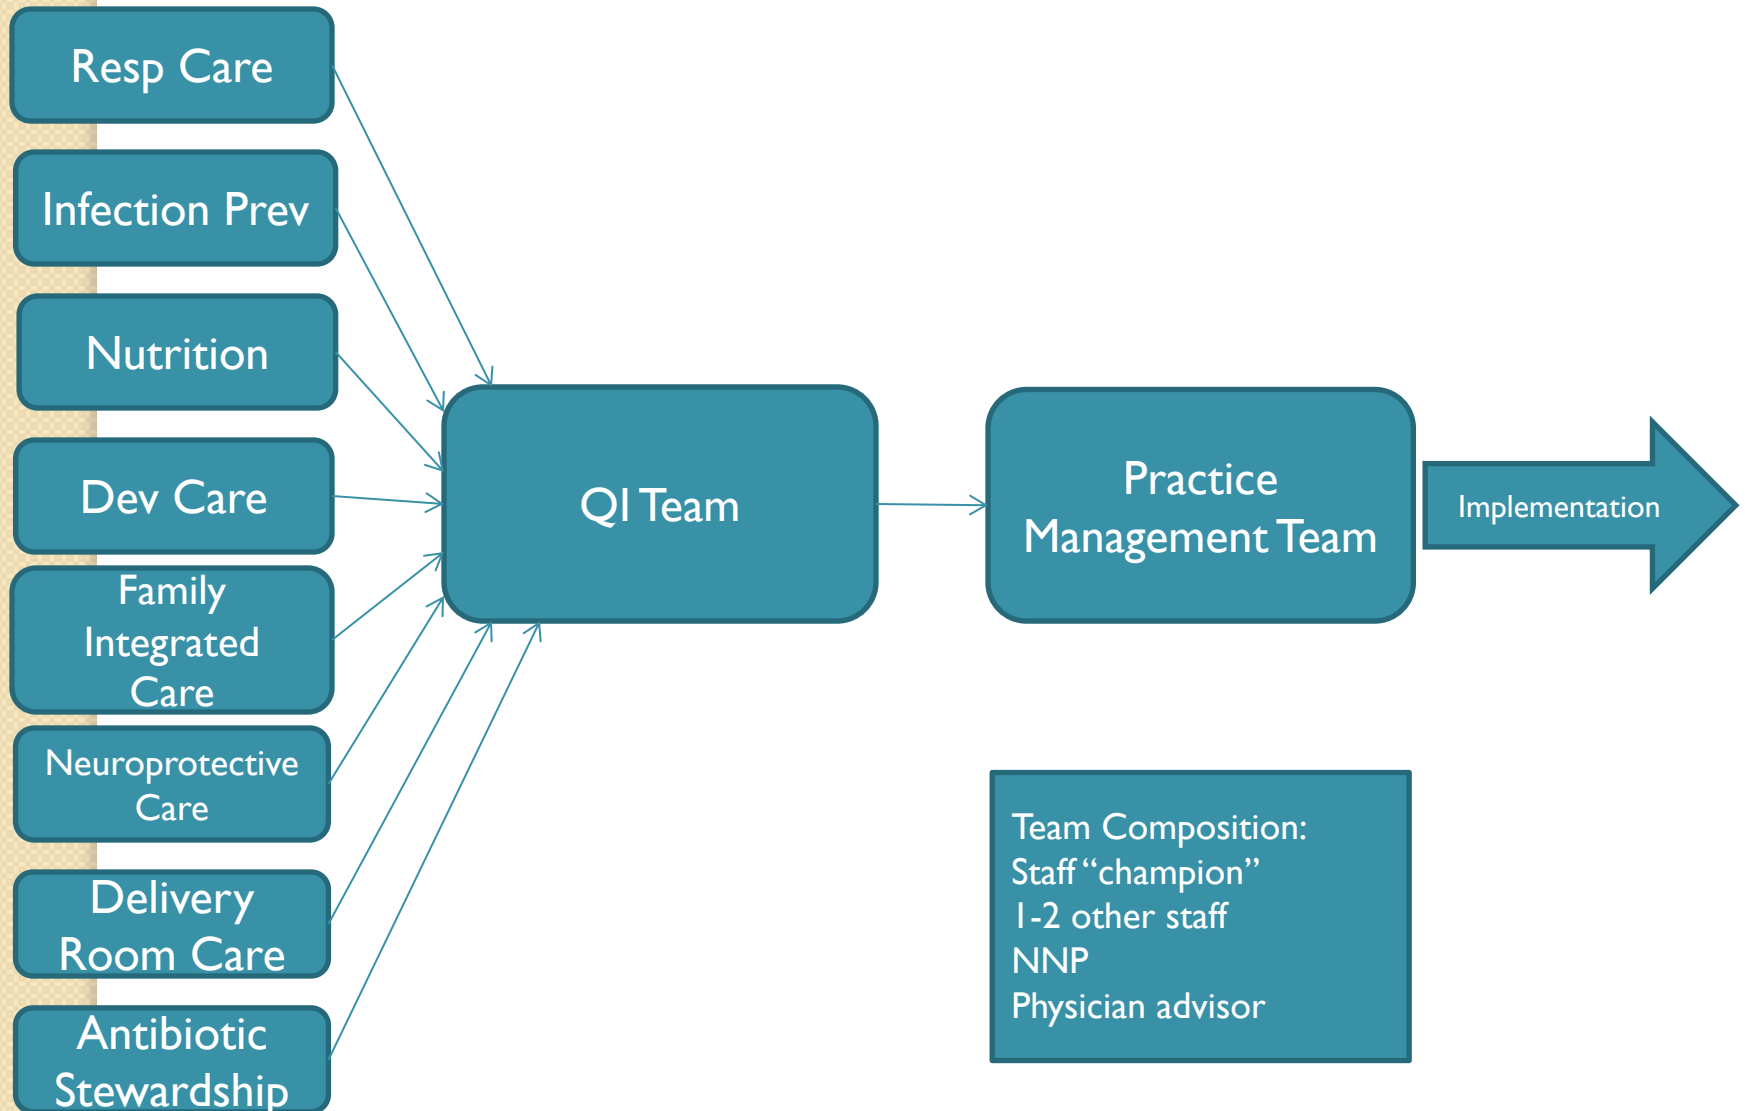 Resp Care
Infection Prev
Nutrition
Dev Care
Family
Integrated
Care
Neuroprotective
Care
Delivery
Room Care
Antibiotic
Stewardship
QI Team
Practice
Management Team
Implementation
Team Composition:
Staff “champion”
1-2 other staff
NNP
Physician advisor